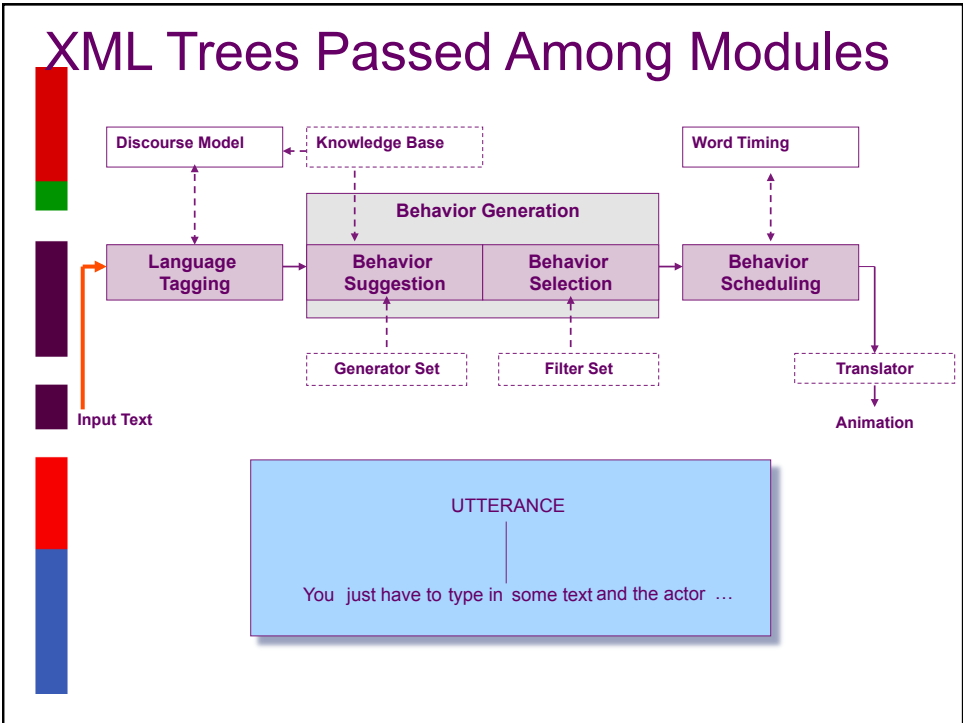 XML Trees Passed Among Modules
Discourse Model
Knowledge Base
Word Timing
Behavior Generation
Language
Tagging
Behavior
Suggestion
Behavior
Selection
Behavior
Scheduling
Generator Set
Filter Set
Translator
Input Text
Animation
UTTERANCE
You just have to type in some text and the actor …